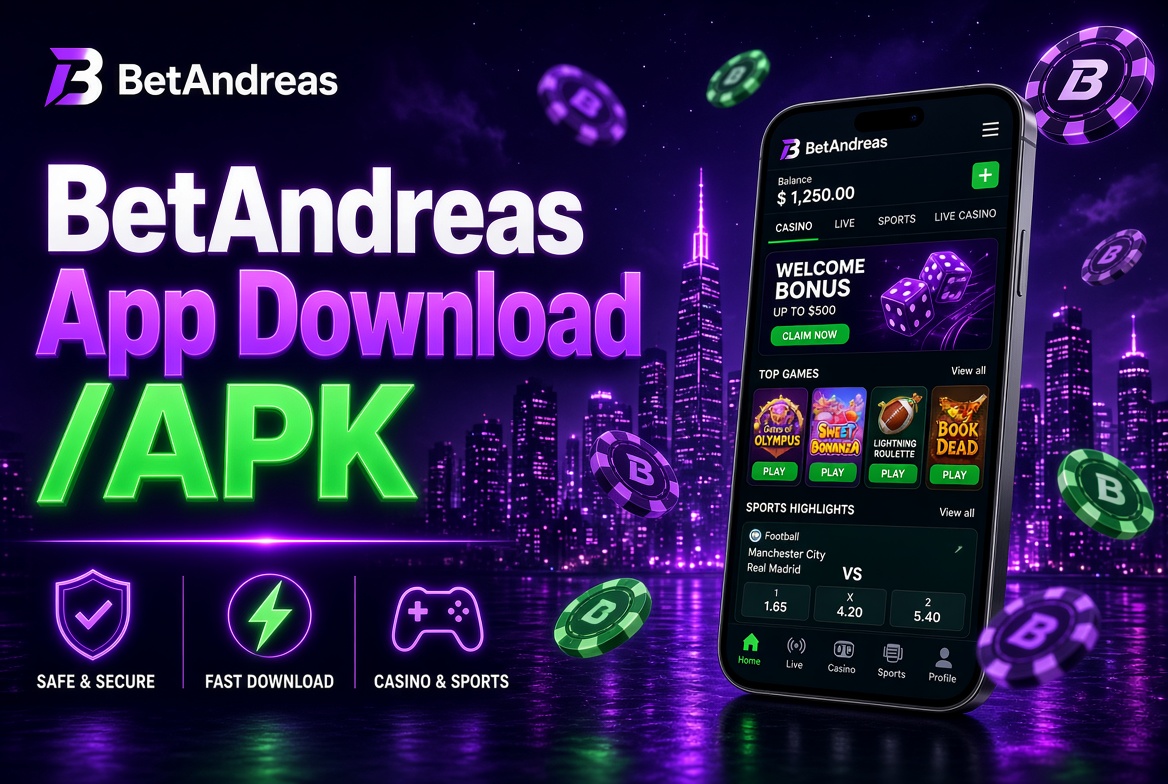 BetAndreas
BetAndreas
App Download
/APK
SAFE & SECURE
FAST DOWNLOAD
CASINO & SPORTS
BetAndreas
Balance
$ 1,250.00
CASINO
LIVE
SPORTS
LIVE CASINO
WELCOME
BONUS
UP TO $500
CLAIM NOW
TOP GAMES
View all
Gates of
OLYMPUS
SWEET
BONANZA
LIGHTNING
ROULETTE
BOOK
DEAD
PLAY
PLAY
PLAY
PLAY
SPORTS HIGHLIGHTS
View all
Football
Manchester City
Real Madrid
VS
1
1.65
X
4.20
2
5.40
Home
Live
Casino
Sports
Profile
B
B
B
B
B
B
B